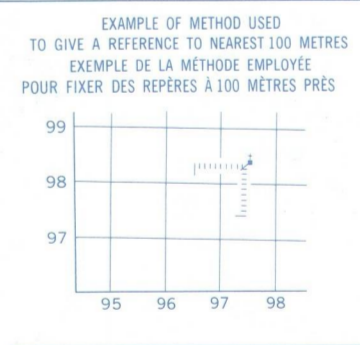 EXAMPLE OF METHOD USED
TO GIVE A REFERENCE TO NEAREST 100 METRES
EXEMPLE DE LA MÉTHODE EMPLOYÉE
POUR FIXER DES REPÈRES À 100 MÈTRES PRÈS
99
98
97
95 96 97 98